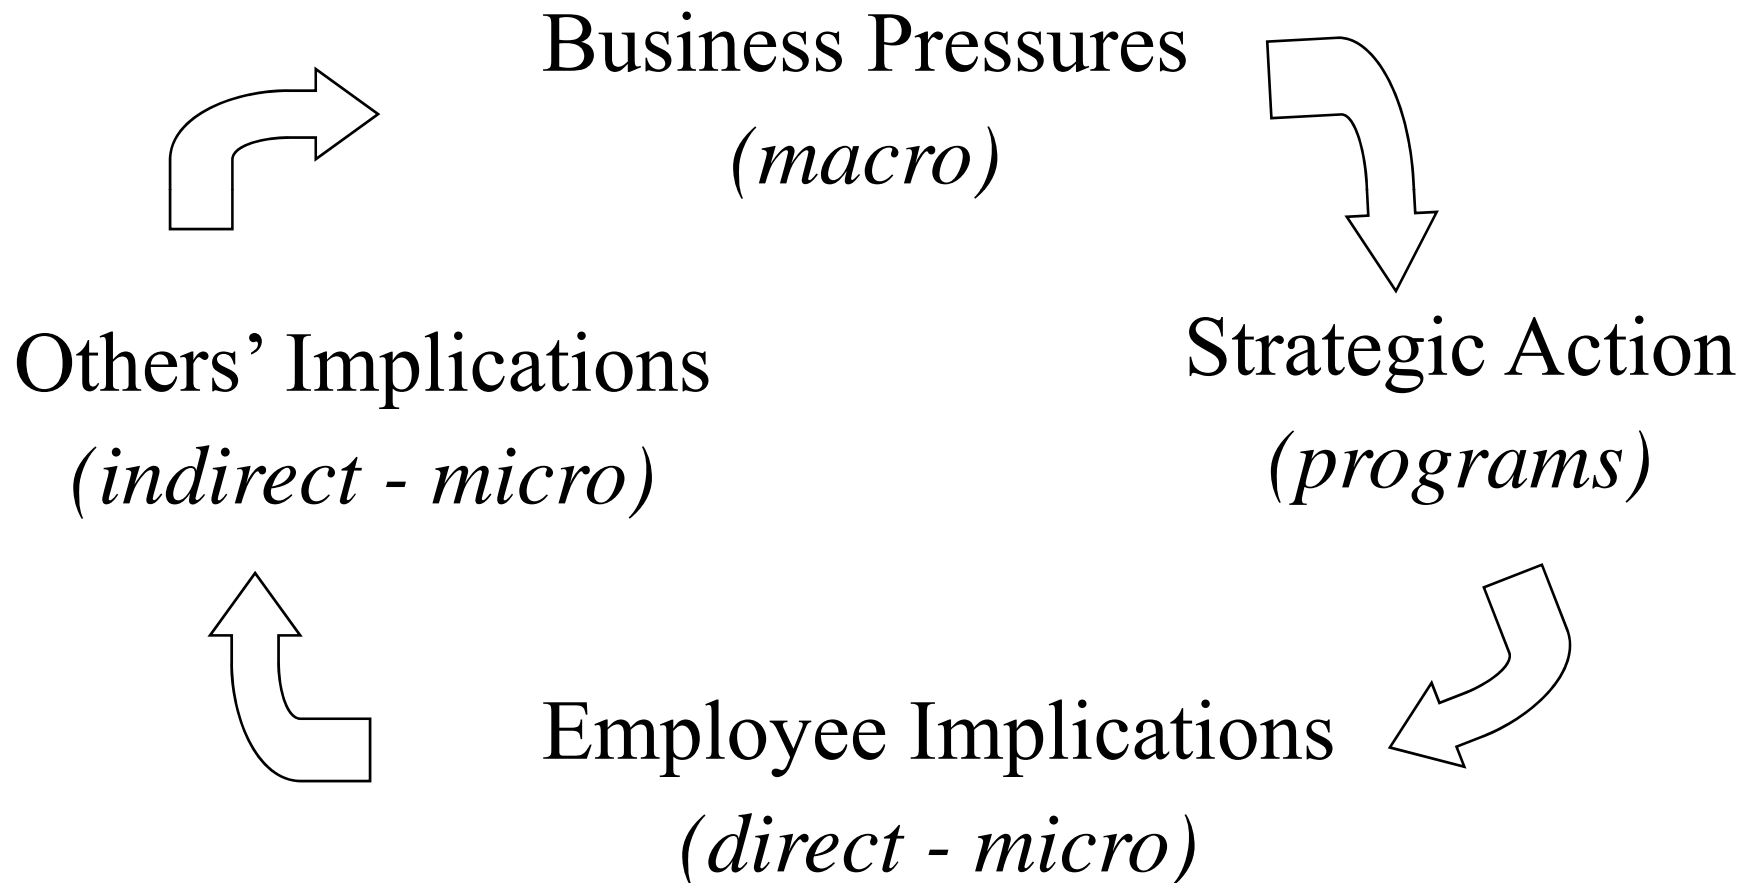 Business Pressures
(macro)
Strategic Action
(programs)
Employee Implications
(direct - micro)
Others’ Implications
(indirect - micro)